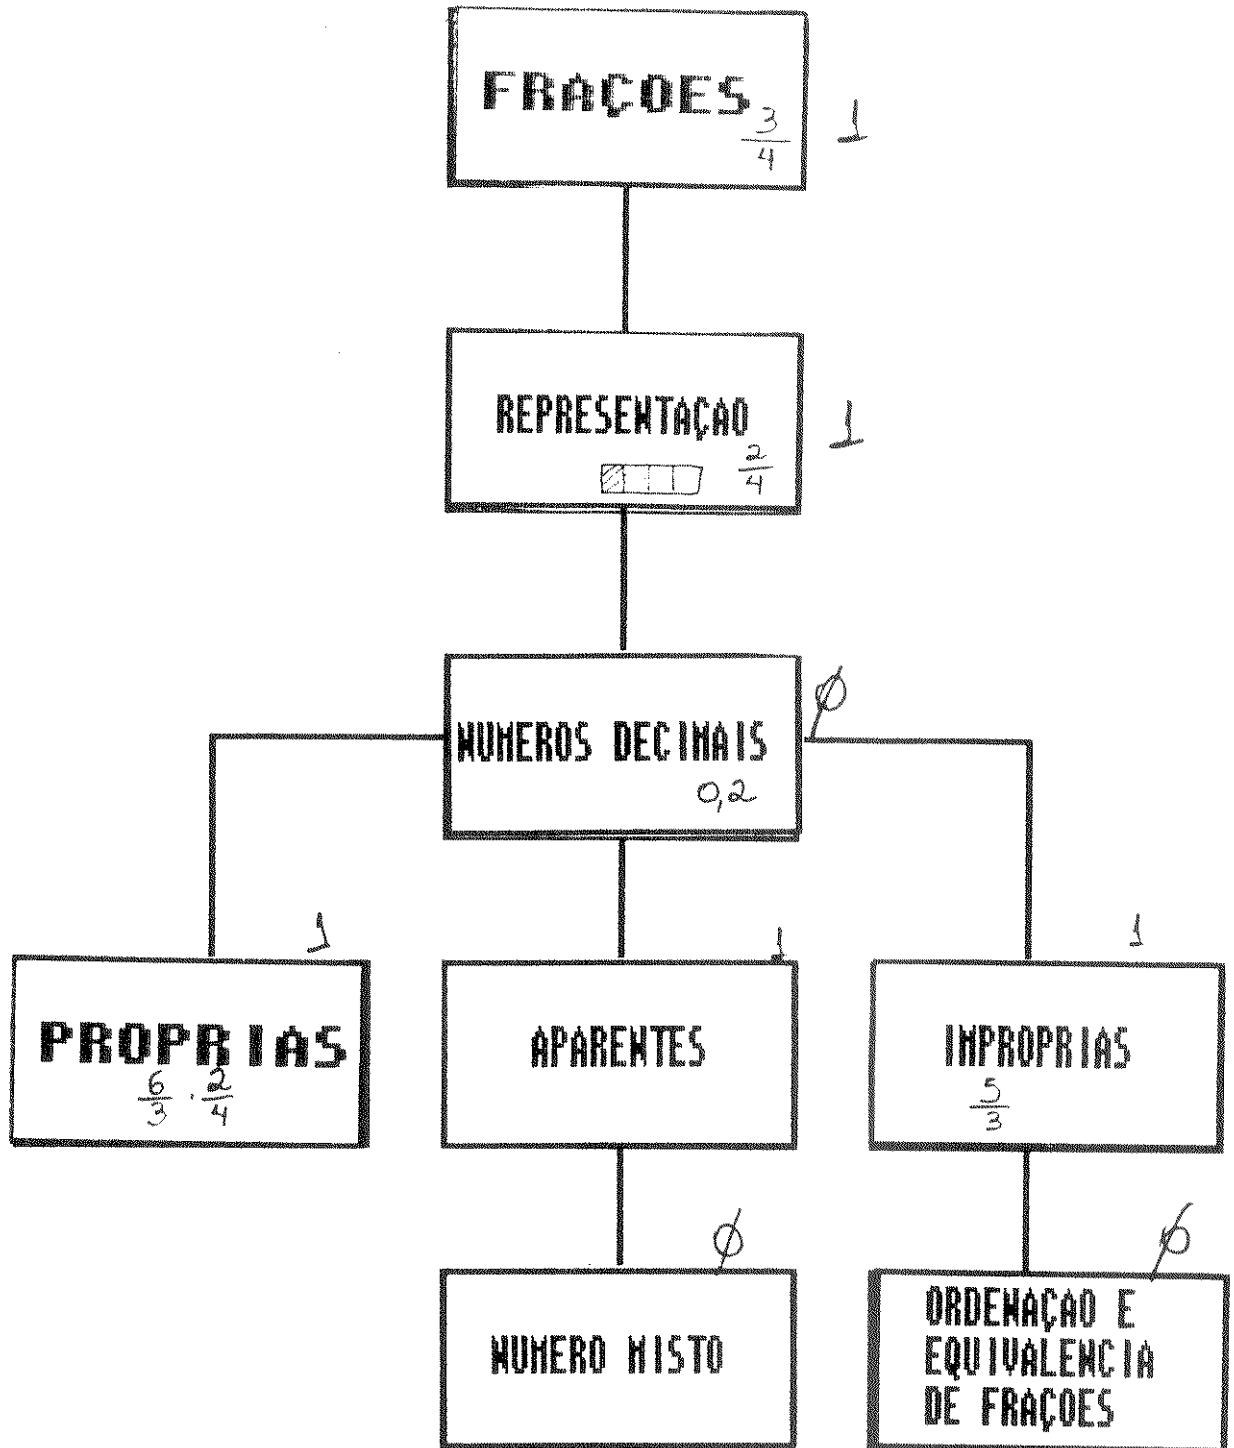 FRAÇOES
3/4
1
REPRESENTAÇAO
2/4
1
NUMEROS DECIMAIS
0,2
Ø
1
PROPRIAS
6/3 . 2/4
1
APARENTES
1
IMPROPRIAS
5/3
Ø
NUMERO MISTO
Ø
ORDENAÇAO E
EQUIVALENCIA
DE FRAÇOES